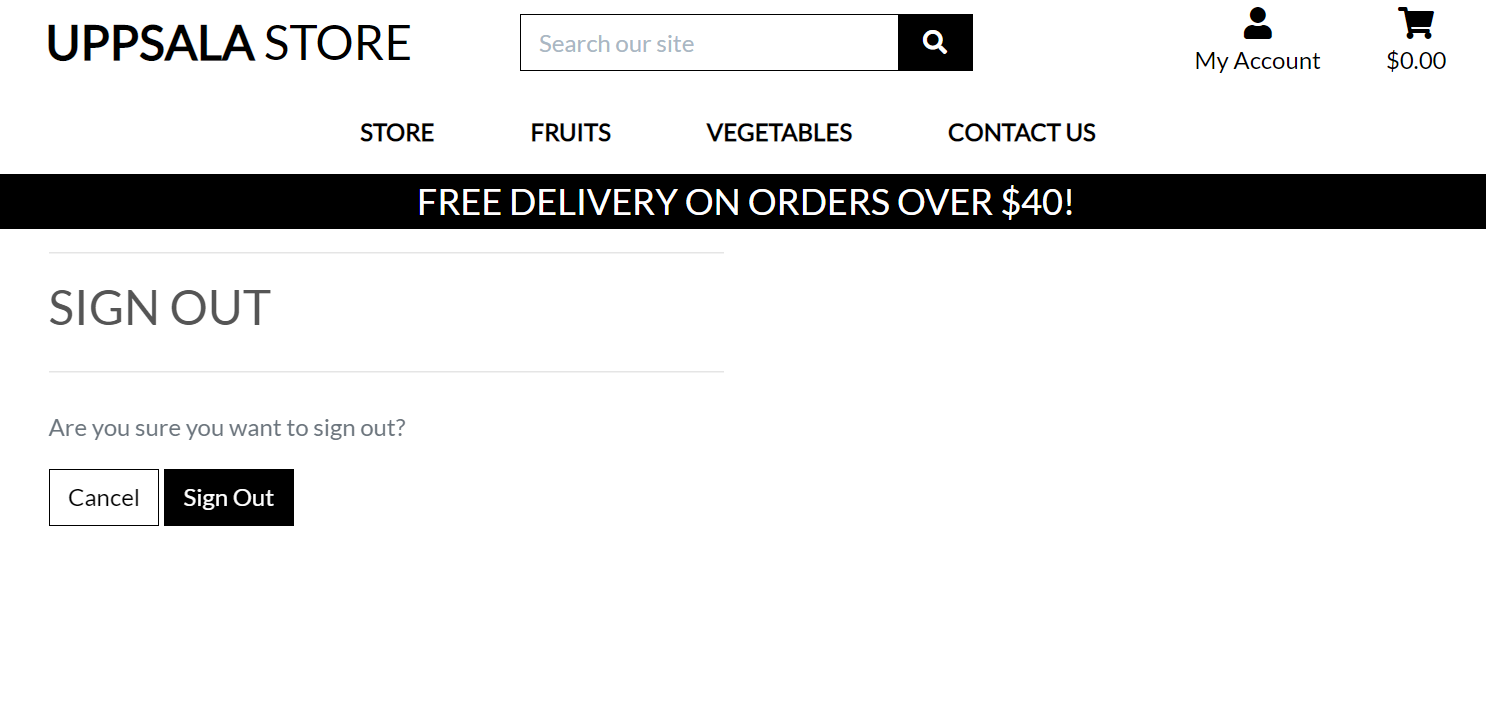 UPPSALA STORE
Search our site
My Account
$0.00
STORE FRUITS VEGETABLES CONTACT US
FREE DELIVERY ON ORDERS OVER $40!
SIGN OUT
Are you sure you want to sign out?
Cancel Sign Out